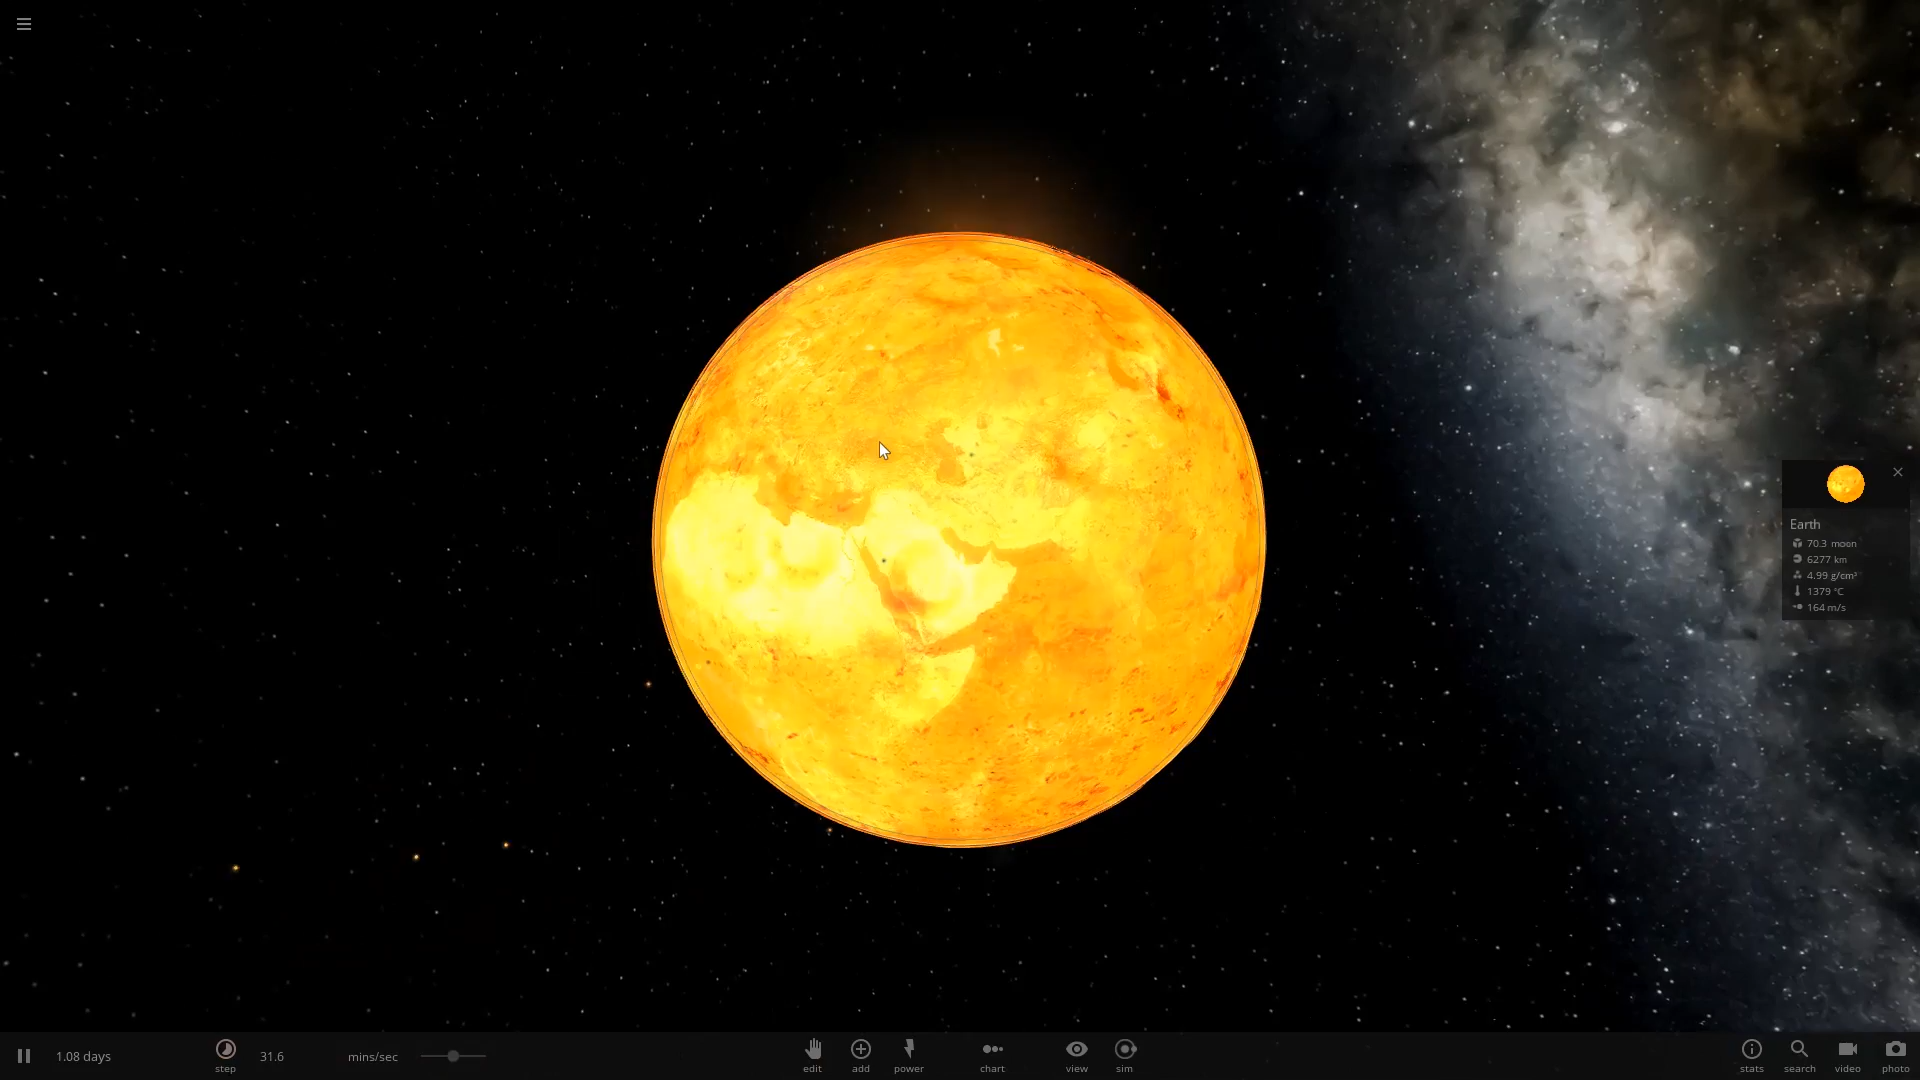 Earth
70.3 moon
6277 km
4.99 g/cm³
1379 °C
164 m/s
1.08 days
step
31.6
mins/sec
edit
add
power
chart
view
sim
stats
search
video
photo